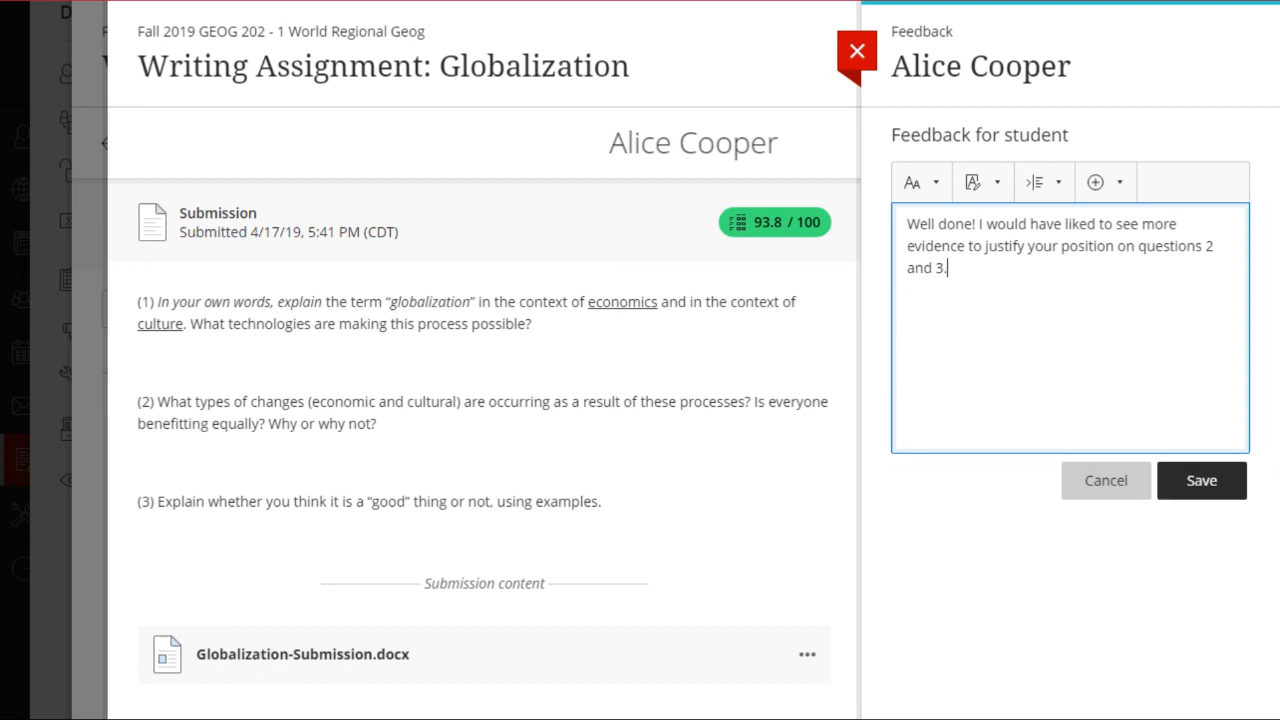 Fall 2019 GEOG 202 - 1 World Regional Geog
Writing Assignment: Globalization
Alice Cooper
Submission
Submitted 4/17/19, 5:41 PM (CDT)
93.8 / 100
(1) In your own words, explain the term “globalization” in the context of economics and in the context of
culture. What technologies are making this process possible?
(2) What types of changes (economic and cultural) are occurring as a result of these processes? Is everyone
benefitting equally? Why or why not?
(3) Explain whether you think it is a “good” thing or not, using examples.
Submission content
Globalization-Submission.docx
Feedback
Alice Cooper
Feedback for student
Well done! I would have liked to see more
evidence to justify your position on questions 2
and 3.
Cancel
Save